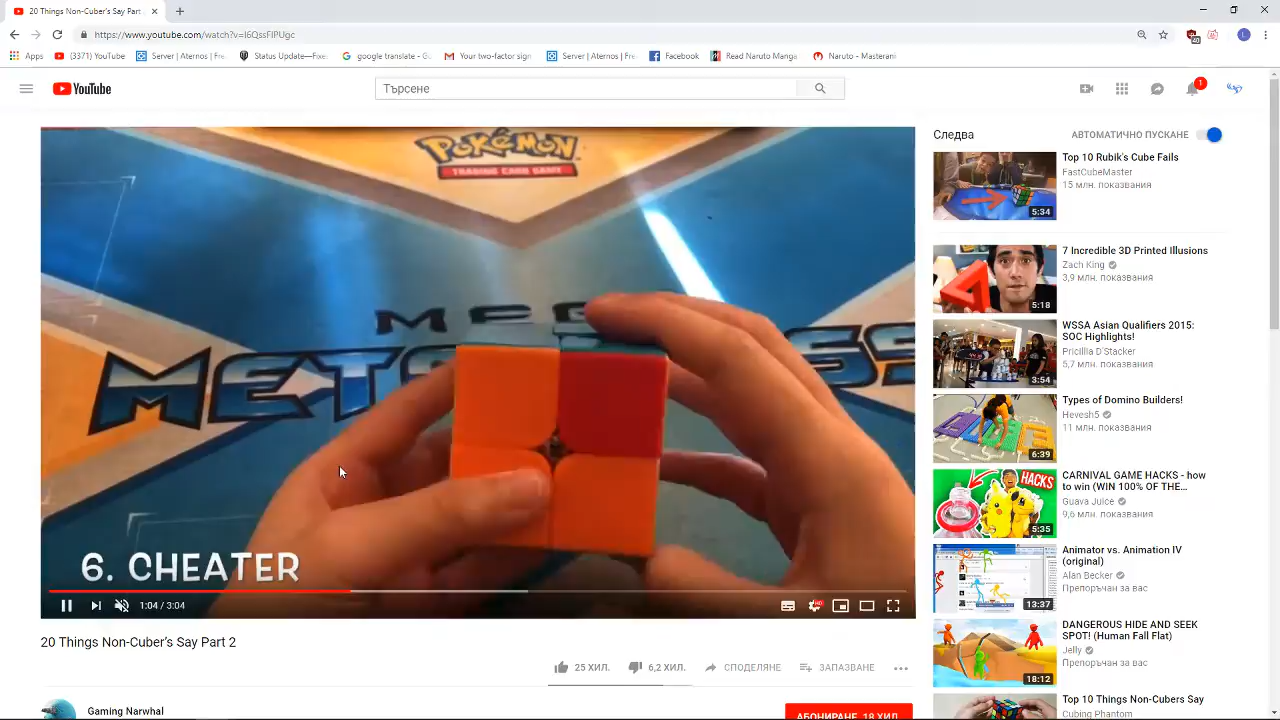 20 Things Non-Cuber's Say Part
https://www.youtube.com/watch?v=l6QssFIPUgc
40
L
Apps
(3371) YouTube
Server | Aternos | Fre
Status Update—Fixe
google translate - G
Your two-factor sign
Server | Aternos | Fre
Facebook
Read Naruto Manga
Naruto - Masterani
YouTube
Търсене
1
POKÉMON
TRADING CARD GAME
MEG
9. CHEATER
1:04 / 3:04
HD
20 Things Non-Cuber's Say Part 2
25 ХИЛ.
6,2 ХИЛ.
СПОДЕЛЯНЕ
ЗАПАЗВАНЕ
Gaming Narwhal
АБОНИРАНЕ 18 ХИЛ.
Следва
АВТОМАТИЧНО ПУСКАНЕ
Top 10 Rubik's Cube Fails
FastCubeMaster
15 млн. показвания
5:34
7 Incredible 3D Printed Illusions
Zach King
3,9 млн. показвания
5:18
WSSA Asian Qualifiers 2015:
SOC Highlights!
Pricillia D'Stacker
5,7 млн. показвания
3:54
Types of Domino Builders!
Hevesh5
11 млн. показвания
6:39
CARNIVAL GAME HACKS - how
to win (WIN 100% OF THE...
Guava Juice
9,6 млн. показвания
HACKS
5:35
Animator vs. Animation IV
(original)
Alan Becker
Препоръчан за вас
13:37
DANGEROUS HIDE AND SEEK
SPOT! (Human Fall Flat)
Jelly
Препоръчан за вас
18:12
Top 10 Things Non-Cubers Say
Cubing Phantom